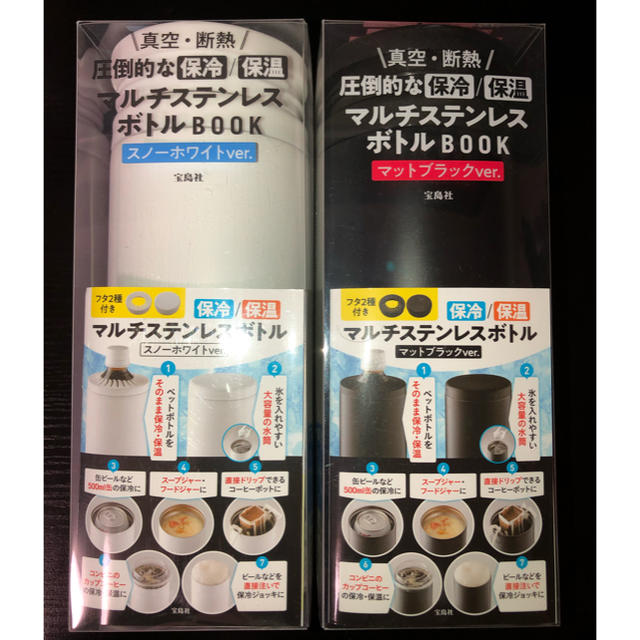 真空・断熱
圧倒的な 保冷/保温
マルチステンレス
ボトル BOOK
スノーホワイトver.
宝島社
フタ2種
付き
保冷/保温
マルチステンレスボトル
スノーホワイトver.
1
ペットボトルを
そのまま保冷・保温
2
氷を入れやすい
大容量の水筒
3
缶ビールなど
500ml缶の保冷に
4
スープジャー・
フードジャーに
5
直接ドリップできる
コーヒーポットに
6
コンビニの
カップコーヒー
の保冷・保温に
7
ビールなどを
直接注いで
保冷ジョッキに
宝島社
真空・断熱
圧倒的な 保冷/保温
マルチステンレス
ボトル BOOK
マットブラックver.
宝島社
フタ2種
付き
保冷/保温
マルチステンレスボトル
マットブラックver.
1
ペットボトルを
そのまま保冷・保温
2
氷を入れやすい
大容量の水筒
3
缶ビールなど
500ml缶の保冷に
4
スープジャー・
フードジャーに
5
直接ドリップできる
コーヒーポットに
6
コンビニの
カップコーヒー
の保冷・保温に
7
ビールなどを
直接注いで
保冷ジョッキに
宝島社